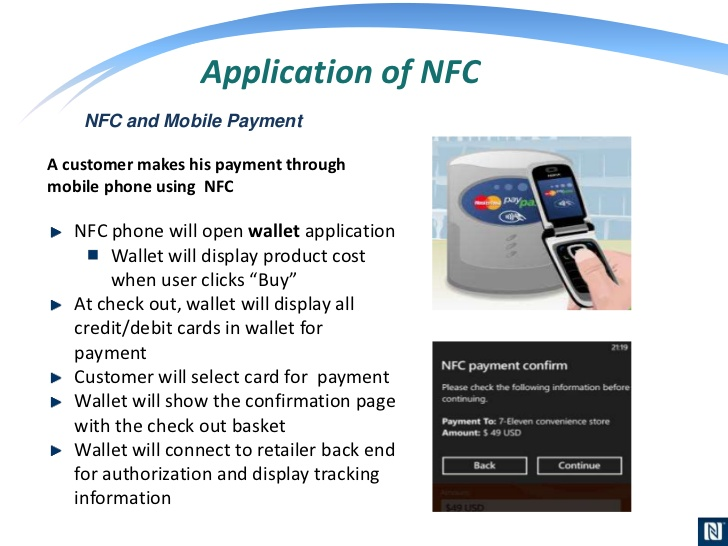 Application of NFC
NFC and Mobile Payment
A customer makes his payment through
mobile phone using NFC
NFC phone will open wallet application
Wallet will display product cost
when user clicks “Buy”
At check out, wallet will display all
credit/debit cards in wallet for
payment
Customer will select card for payment
Wallet will show the confirmation page
with the check out basket
Wallet will connect to retailer back end
for authorization and display tracking
information
paypa
21:19
NFC payment confirm
Please check the following information before
continuing.
Payment To: 7-Eleven convenience store
Amount: $ 49 USD
Back
Continue
Amount:
$49 USD